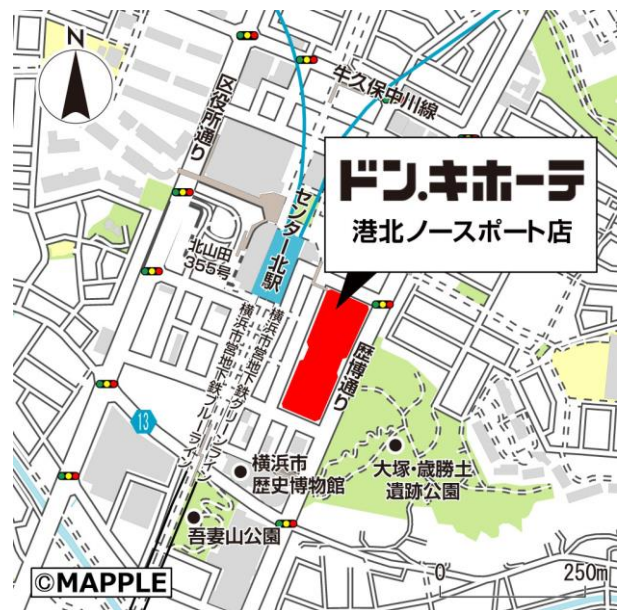 N
牛久保中川線
区役所通り
ドン.キホーテ
港北ノースポート店
センター北駅
北山田
355号
横浜市営地下鉄グリーンライン
横浜市営地下鉄ブルーライン
歴博通り
13
横浜市
歴史博物館
大塚・歳勝土
遺跡公園
吾妻山公園
©MAPPLE
0 250m